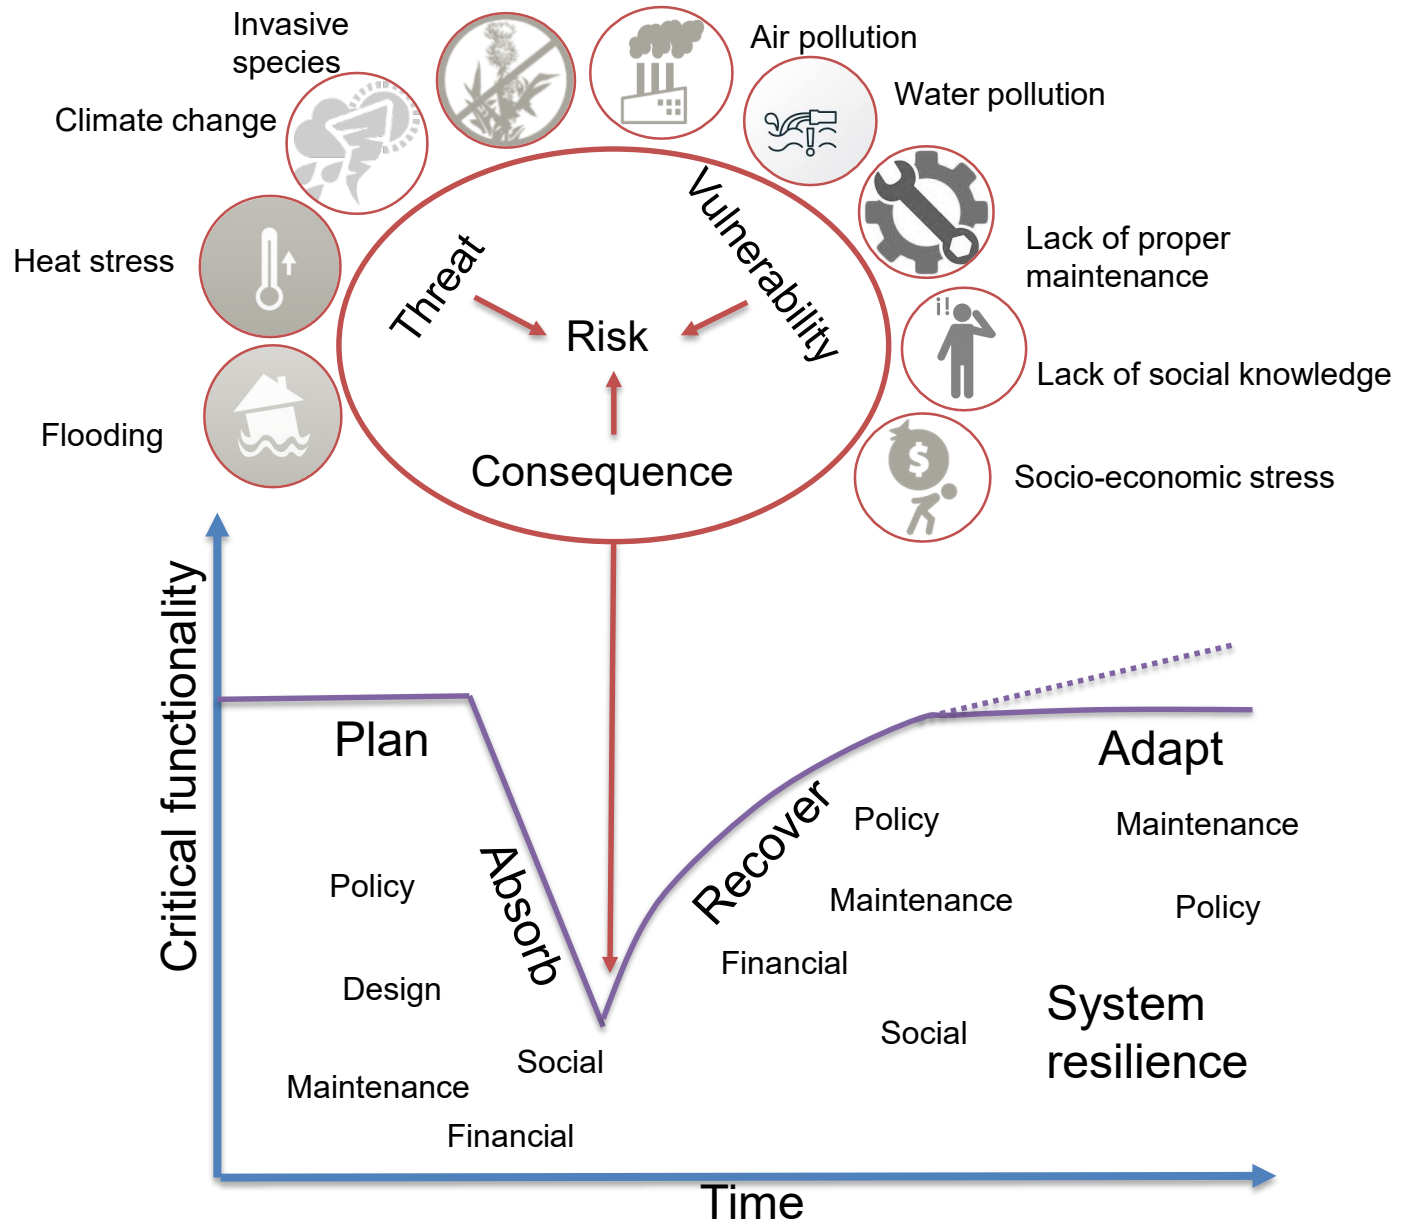 Invasive
species
Air pollution
Climate change
Water pollution
Heat stress
Threat
Vulnerability
Lack of proper
maintenance
Risk
¡!
$
Flooding
Consequence
Lack of social knowledge
Socio-economic stress
Critical functionality
Plan
Absorb
Recover
Adapt
Policy
Design
Maintenance
Social
Financial
Policy
Maintenance
Financial
Social
Maintenance
Policy
System
resilience
Time